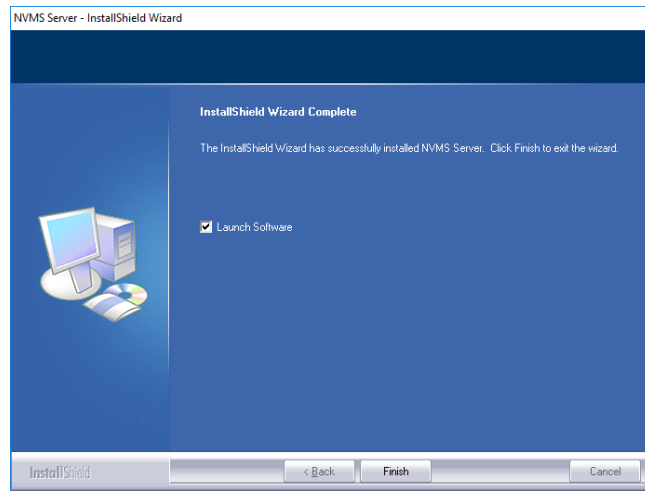 NVMS Server - InstallShield Wizard
InstallShield Wizard Complete
The InstallShield Wizard has successfully installed NVMS Server. Click Finish to exit the wizard.
Launch Software
InstallShield
< Back
Finish
Cancel